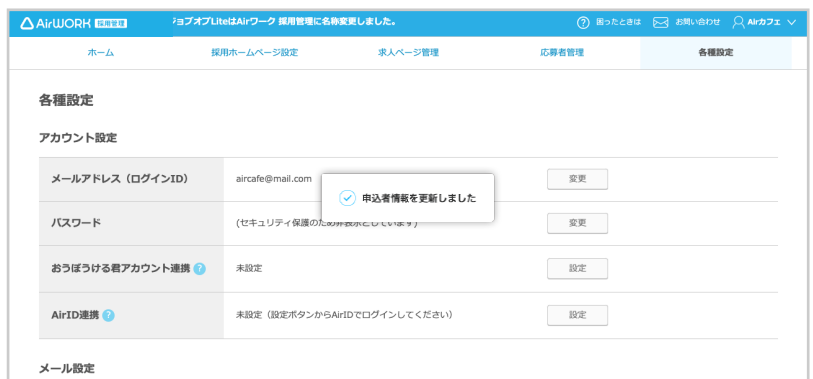 AirWORK 採用管理
ジョブオプLiteはAirワーク 採用管理に名称変更しました。
? 困ったときは お問い合わせ Airカフェ
ホーム 採用ホームページ設定 求人ページ管理 応募者管理 各種設定
各種設定
アカウント設定
メールアドレス（ログインID） aircafe@mail.com 変更
申込者情報を更新しました
パスワード (セキュリティ保護のため非表示としています) 変更
おうぼうける君アカウント連携 ? 未設定 設定
AirID連携 ? 未設定（設定ボタンからAirIDでログインしてください） 設定
メール設定